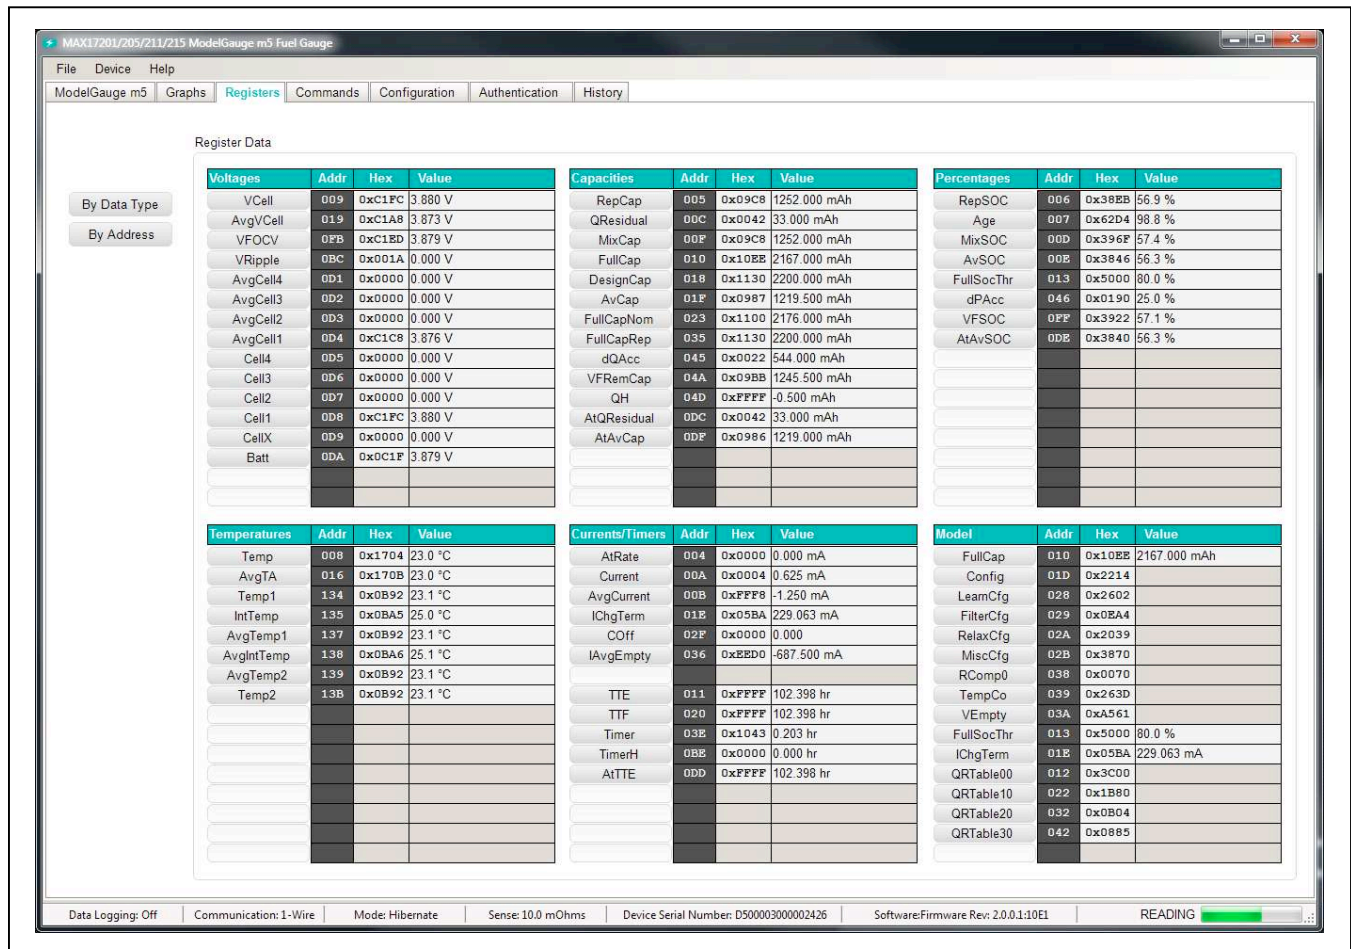 MAX17201/205/211/215 ModelGauge m5 Fuel Gauge
File Device Help
ModelGauge m5 Graphs Registers Commands Configuration Authentication History
Register Data
By Data Type
By Address
Voltages Addr Hex Value
VCell 009 0xC1FC 3.880 V
AvgVCell 019 0xC1A8 3.873 V
VFOCV 0FB 0xC1ED 3.879 V
VRipple 0BC 0x001A 0.000 V
AvgCell4 0D1 0x0000 0.000 V
AvgCell3 0D2 0x0000 0.000 V
AvgCell2 0D3 0x0000 0.000 V
AvgCell1 0D4 0xC1C8 3.876 V
Cell4 0D5 0x0000 0.000 V
Cell3 0D6 0x0000 0.000 V
Cell2 0D7 0x0000 0.000 V
Cell1 0D8 0xC1FC 3.880 V
CellX 0D9 0x0000 0.000 V
Batt 0DA 0x0C1F 3.879 V
Capacities Addr Hex Value
RepCap 005 0x09C8 1252.000 mAh
QResidual 00C 0x0042 33.000 mAh
MixCap 00F 0x09C8 1252.000 mAh
FullCap 010 0x10EE 2167.000 mAh
DesignCap 018 0x1130 2200.000 mAh
AvCap 01F 0x0987 1219.500 mAh
FullCapNom 023 0x1100 2176.000 mAh
FullCapRep 035 0x1130 2200.000 mAh
dQAcc 045 0x0022 544.000 mAh
VFRemCap 04A 0x09BB 1245.500 mAh
QH 04D 0xFFFF -0.500 mAh
AtQResidual 0DC 0x0042 33.000 mAh
AtAvCap 0DF 0x0986 1219.000 mAh
Percentages Addr Hex Value
RepSOC 006 0x38EB 56.9 %
Age 007 0x62D4 98.8 %
MixSOC 00D 0x396F 57.4 %
AvSOC 00E 0x3846 56.3 %
FullSocThr 013 0x5000 80.0 %
dPAcc 046 0x0190 25.0 %
VFSOC 0FF 0x3922 57.1 %
AtAvSOC 0DE 0x3840 56.3 %
Temperatures Addr Hex Value
Temp 008 0x1704 23.0 °C
AvgTA 016 0x170B 23.0 °C
Temp1 134 0x0B92 23.1 °C
IntTemp 135 0x0BA5 25.0 °C
AvgTemp1 137 0x0B92 23.1 °C
AvgIntTemp 138 0x0BA6 25.1 °C
AvgTemp2 139 0x0B92 23.1 °C
Temp2 13B 0x0B92 23.1 °C
Currents/Timers Addr Hex Value
AtRate 004 0x0000 0.000 mA
Current 00A 0x0004 0.625 mA
AvgCurrent 00B 0xFFF8 -1.250 mA
IChgTerm 01E 0x05BA 229.063 mA
COff 02F 0x0000 0.000
IAvgEmpty 036 0xEED0 -687.500 mA
TTE 011 0xFFFF 102.398 hr
TTF 020 0xFFFF 102.398 hr
Timer 03E 0x1043 0.203 hr
TimerH 0BE 0x0000 0.000 hr
AtTTE 0DD 0xFFFF 102.398 hr
Model Addr Hex Value
FullCap 010 0x10EE 2167.000 mAh
Config 01D 0x2214
LearnCfg 028 0x2602
FilterCfg 029 0x0EA4
RelaxCfg 02A 0x2039
MiscCfg 02B 0x3870
RComp0 038 0x0070
TempCo 039 0x263D
VEmpty 03A 0xA561
FullSocThr 013 0x5000 80.0 %
IChgTerm 01E 0x05BA 229.063 mA
QRTable00 012 0x3C00
QRTable10 022 0x1B80
QRTable20 032 0x0B04
QRTable30 042 0x0885
Data Logging: Off Communication: 1-Wire Mode: Hibernate Sense: 10.0 mOhms Device Serial Number: D500003000002426 Software:Firmware Rev: 2.0.0.1:10E1 READING